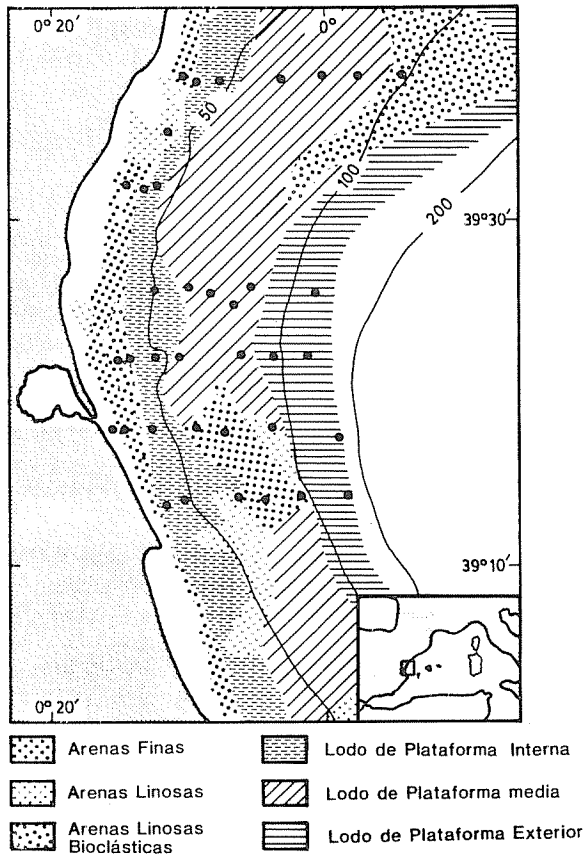 0° 20'
0°
50
100
200
39°30'
39°10'
0° 20'
Arenas Finas
Lodo de Plataforma Interna
Arenas Linosas
Lodo de Plataforma media
Arenas Linosas
Bioclásticas
Lodo de Plataforma Exterior